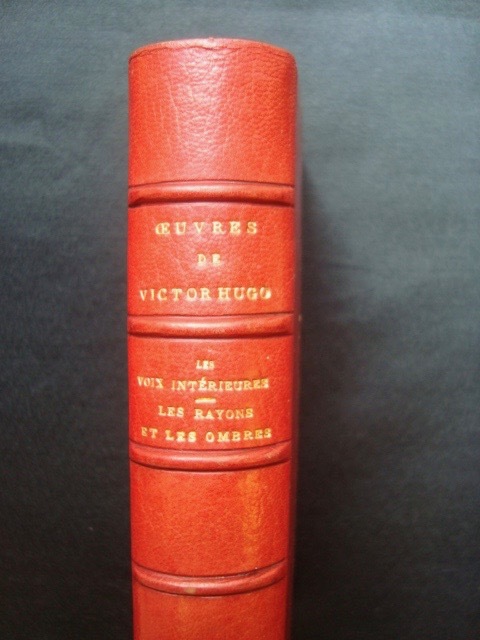 ŒUVRES
DE
VICTOR HUGO
LES
VOIX INTÉRIEURES
LES RAYONS
ET LES OMBRES